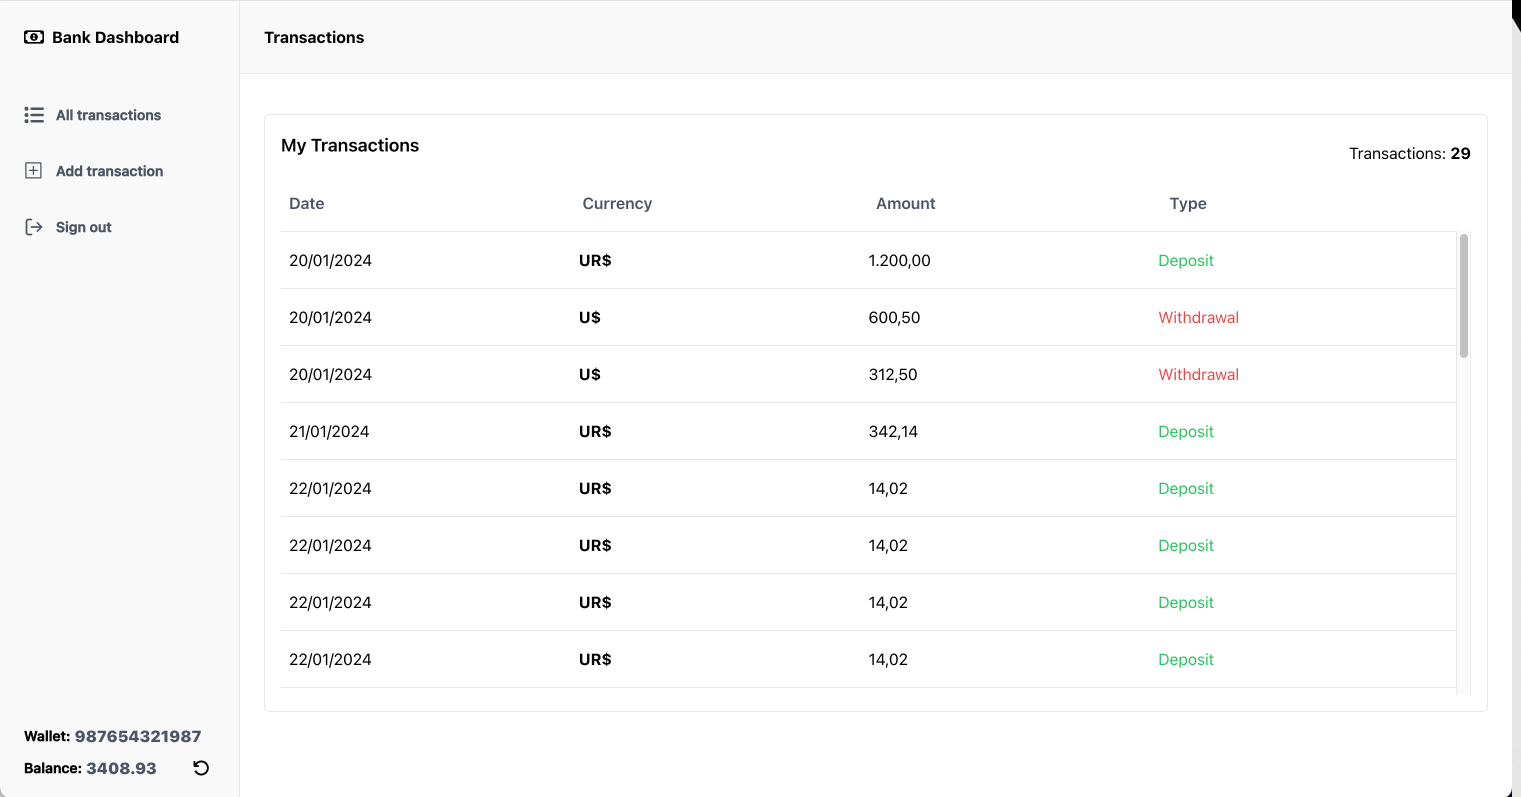 Bank Dashboard
All transactions
Add transaction
Sign out
Wallet: 987654321987
Balance: 3408.93
Transactions
My Transactions
Transactions: 29
Date Currency Amount Type
20/01/2024 UR$ 1.200,00 Deposit
20/01/2024 U$ 600,50 Withdrawal
20/01/2024 U$ 312,50 Withdrawal
21/01/2024 UR$ 342,14 Deposit
22/01/2024 UR$ 14,02 Deposit
22/01/2024 UR$ 14,02 Deposit
22/01/2024 UR$ 14,02 Deposit
22/01/2024 UR$ 14,02 Deposit